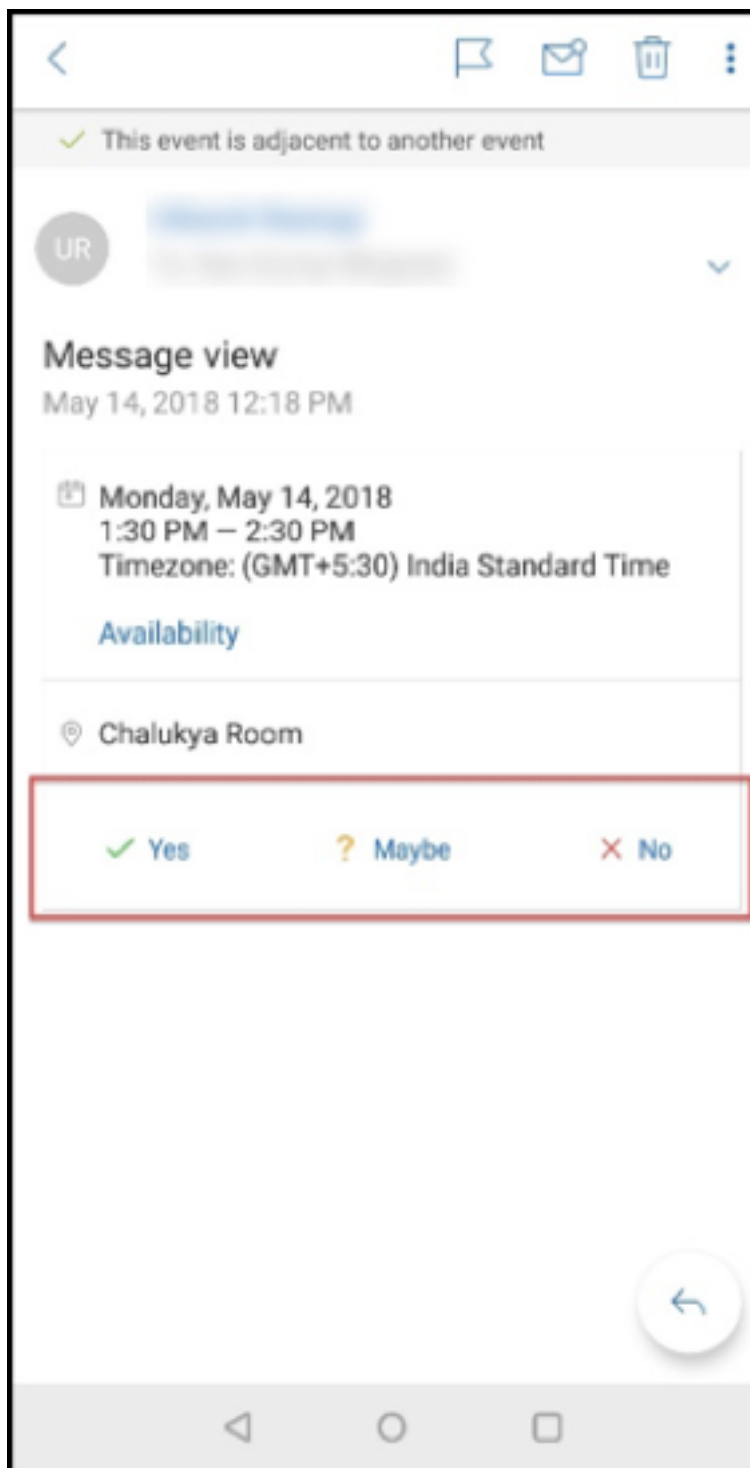 This event is adjacent to another event
UR
Message view
May 14, 2018 12:18 PM
Monday, May 14, 2018
1:30 PM — 2:30 PM
Timezone: (GMT+5:30) India Standard Time
Availability
Chalukya Room
Yes ? Maybe No